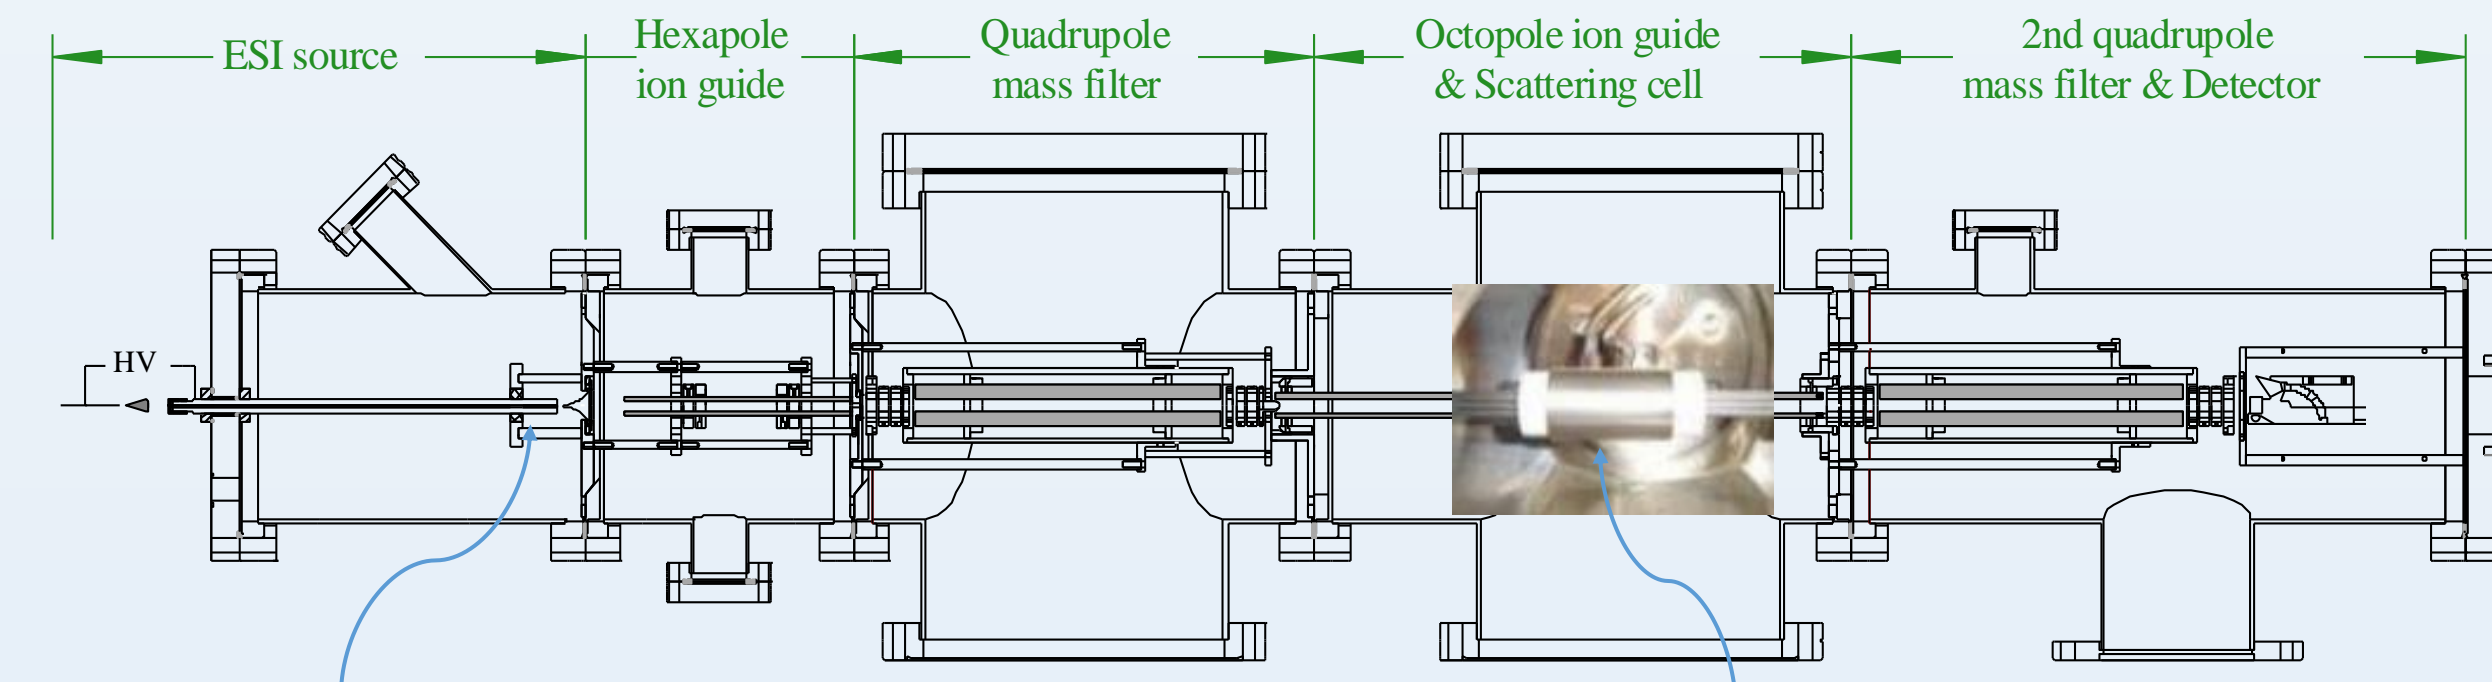 ESI source
Hexapole
ion guide
Quadrupole
mass filter
Octopole ion guide
& Scattering cell
2nd quadrupole
mass filter & Detector
HV